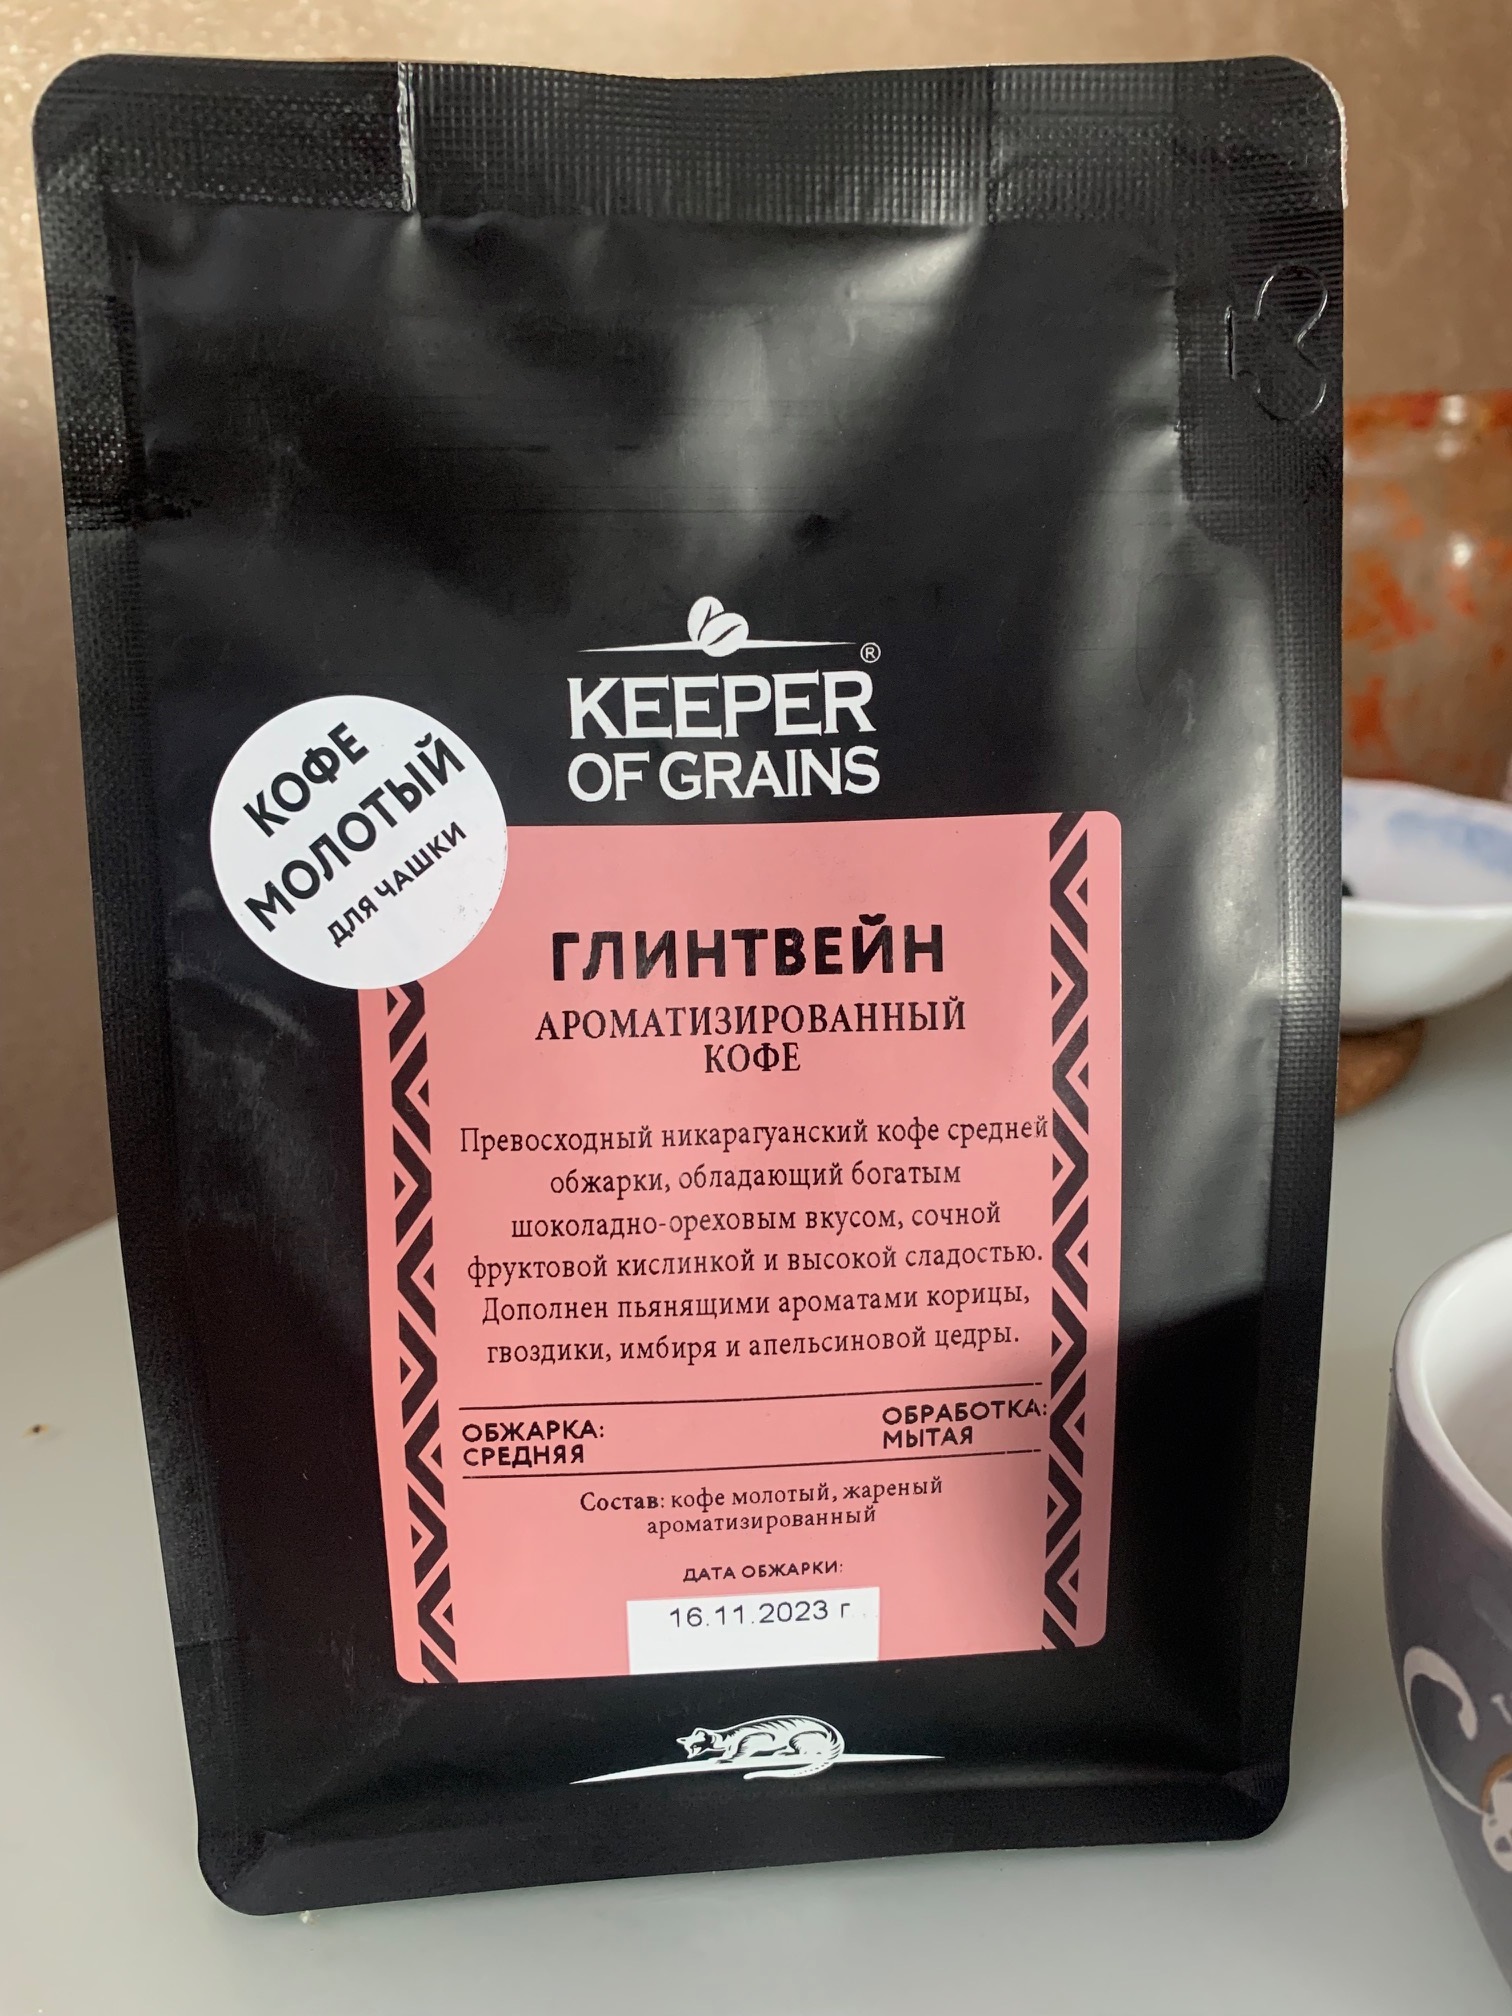 ®
KEEPER
OF GRAINS
КОФЕ
МОЛОТЫЙ
ДЛЯ ЧАШКИ
ГЛИНТВЕЙН
АРОМАТИЗИРОВАННЫЙ
КОФЕ
Превосходный никарагуанский кофе средней
обжарки, обладающий богатым
шоколадно-ореховым вкусом, сочной
фруктовой кислинкой и высокой сладостью.
Дополнен пьянящими ароматами корицы,
гвоздики, имбиря и апельсиновой цедры.
ОБЖАРКА:
СРЕДНЯЯ
ОБРАБОТКА:
МЫТАЯ
Состав: кофе молотый, жареный
ароматизированный
ДАТА ОБЖАРКИ:
16.11.2023 г.